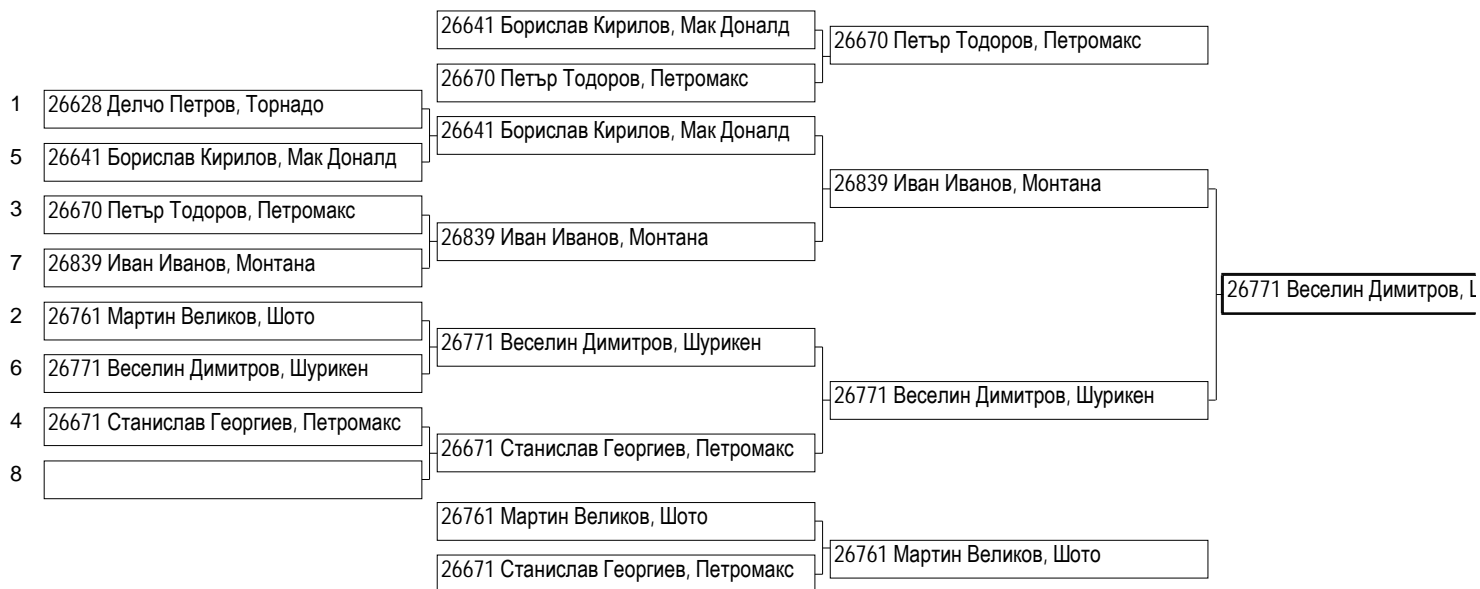 26641 Борислав Кирилов, Мак Доналд
26670 Петър Тодоров, Петромакс
26670 Петър Тодоров, Петромакс
1 26628 Делчо Петров, Торнадо
26641 Борислав Кирилов, Мак Доналд
5 26641 Борислав Кирилов, Мак Доналд
26839 Иван Иванов, Монтана
3 26670 Петър Тодоров, Петромакс
26839 Иван Иванов, Монтана
7 26839 Иван Иванов, Монтана
26771 Веселин Димитров,
2 26761 Мартин Великов, Шото
26771 Веселин Димитров, Шурикен
6 26771 Веселин Димитров, Шурикен
26771 Веселин Димитров, Шурикен
4 26671 Станислав Георгиев, Петромакс
26671 Станислав Георгиев, Петромакс
8
26761 Мартин Великов, Шото
26761 Мартин Великов, Шото
26671 Станислав Георгиев, Петромакс